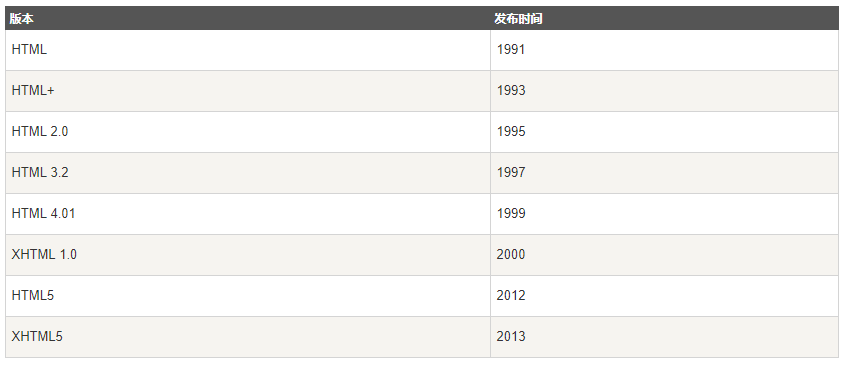 版本 发布时间
HTML 1991
HTML+ 1993
HTML 2.0 1995
HTML 3.2 1997
HTML 4.01 1999
XHTML 1.0 2000
HTML5 2012
XHTML5 2013